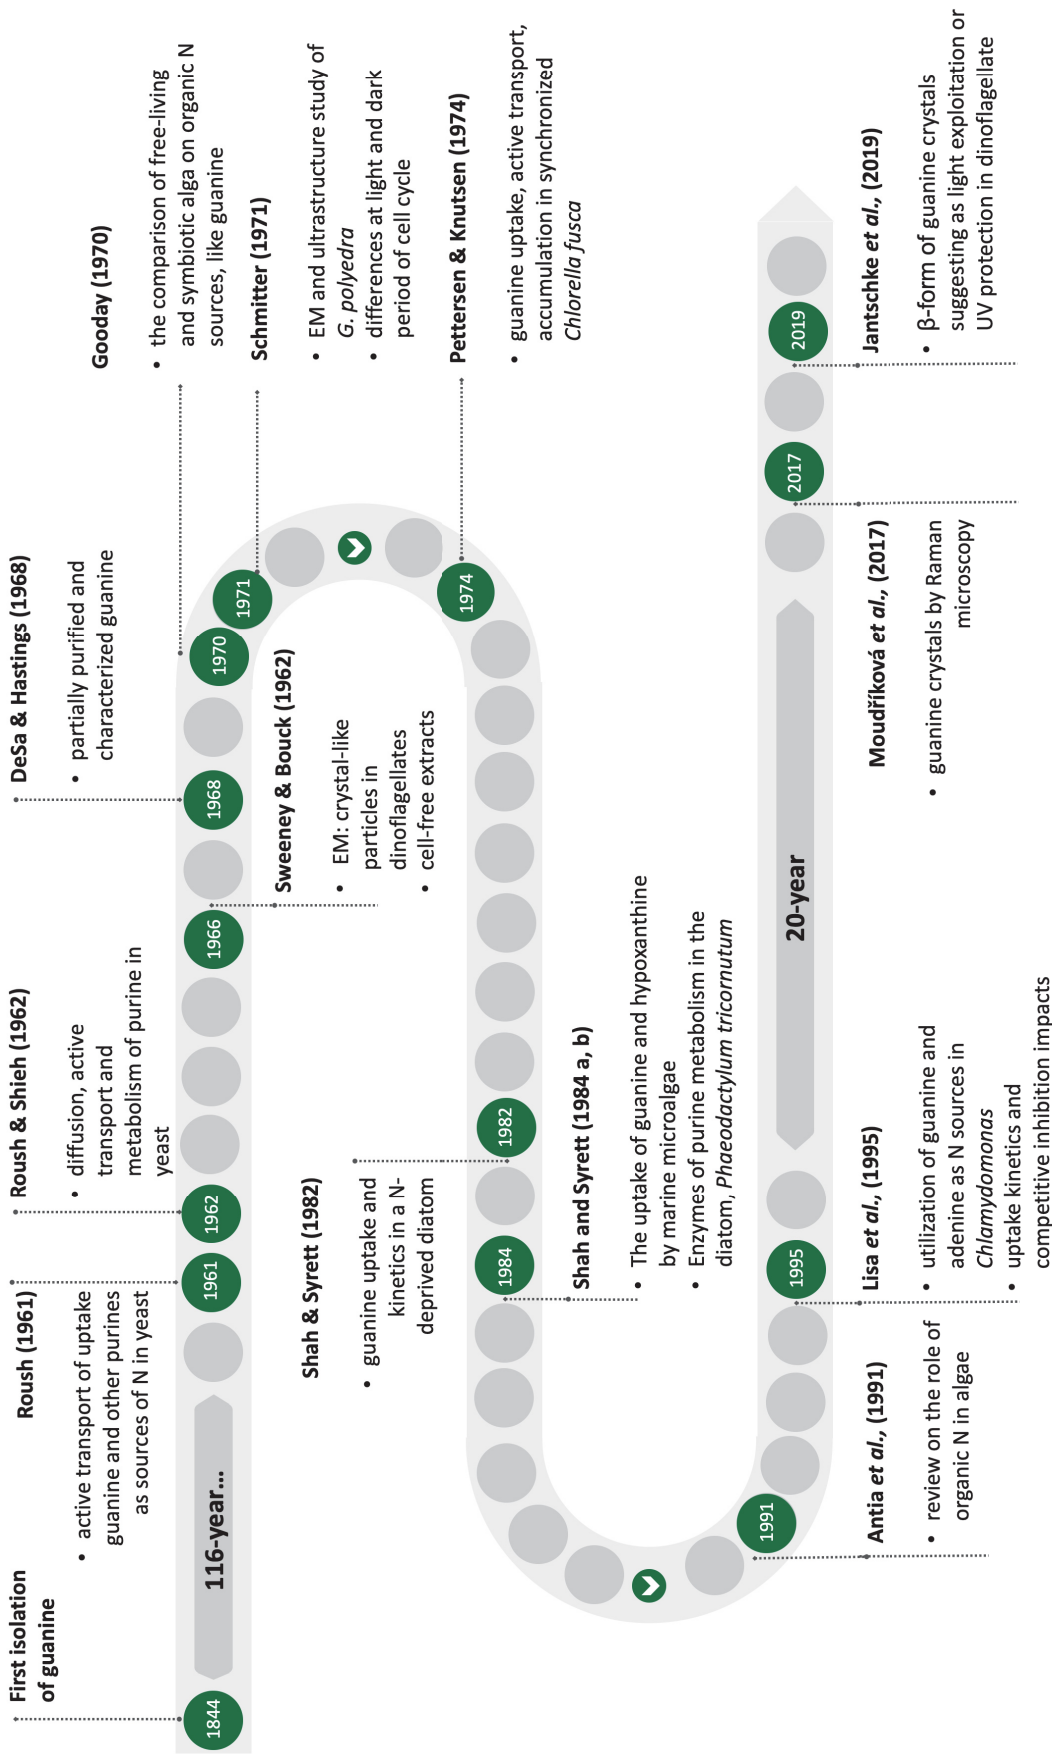 First isolation
of guanine
1844
116-year...
Roush (1961)
• active transport of uptake
guanine and other purines
as sources of N in yeast
1961
Roush & Shieh (1962)
• diffusion, active
transport and
metabolism of purine in
yeast
1962
1966
Sweeney & Bouck (1962)
• EM: crystal-like
particles in
dinoflagellates
• cell-free extracts
DeSa & Hastings (1968)
• partially purified and
characterized guanine
1968
Gooday (1970)
• the comparison of free-living
and symbiotic alga on organic N
sources, like guanine
1970
1971
Schmitter (1971)
• EM and ultrastructure study of
G. polyedra
• differences at light and dark
period of cell cycle
1974
Pettersen & Knutsen (1974)
• guanine uptake, active transport,
accumulation in synchronized
Chlorella fusca
Shah & Syrett (1982)
• guanine uptake and
kinetics in a N-
deprived diatom
1982
1984
Shah and Syrett (1984 a, b)
• The uptake of guanine and hypoxanthine
by marine microalgae
• Enzymes of purine metabolism in the
diatom, Phaeodactylum tricornutum
1991
Antia et al., (1991)
• review on the role of
organic N in algae
1995
Lisa et al., (1995)
• utilization of guanine and
adenine as N sources in
Chlamydomonas
• uptake kinetics and
competitive inhibition impacts
20-year
2017
Moudříková et al., (2017)
• guanine crystals by Raman
microscopy
2019
Jantschke et al., (2019)
• β-form of guanine crystals
suggesting as light exploitation or
UV protection in dinoflagellate